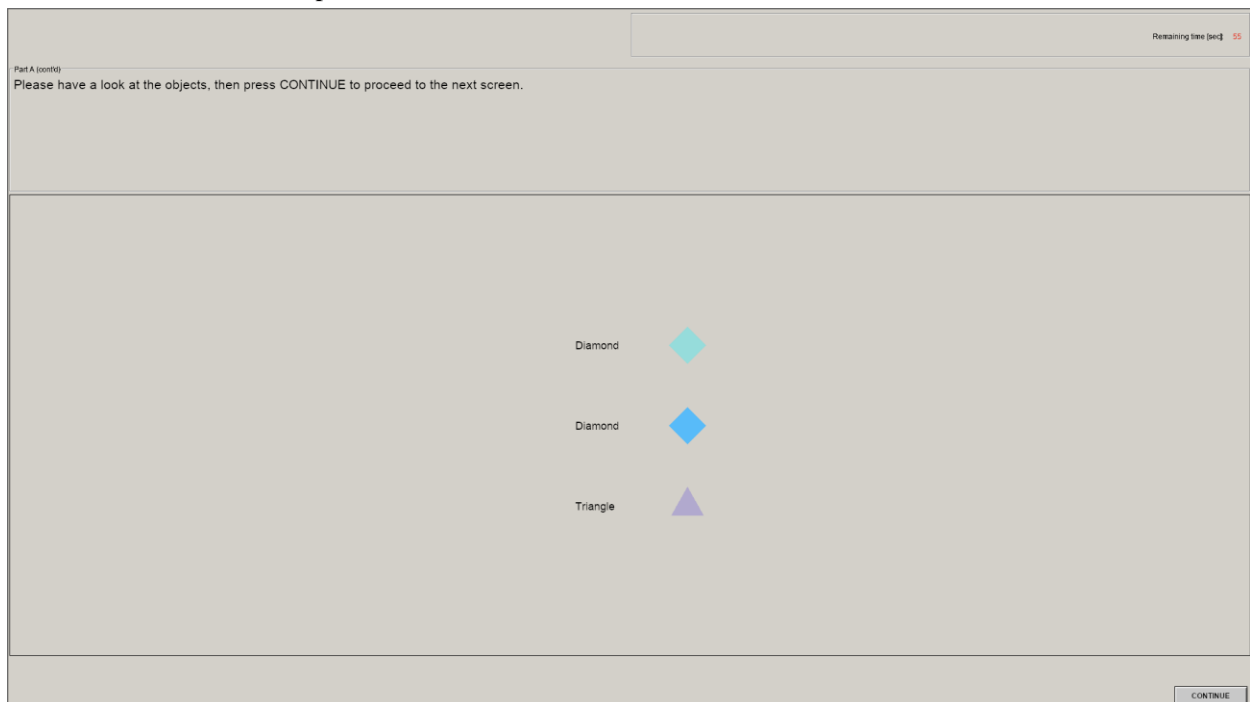 Remaining time [sec]: 55
Part A (cont'd)
Please have a look at the objects, then press CONTINUE to proceed to the next screen.
Diamond
Diamond
Triangle
CONTINUE